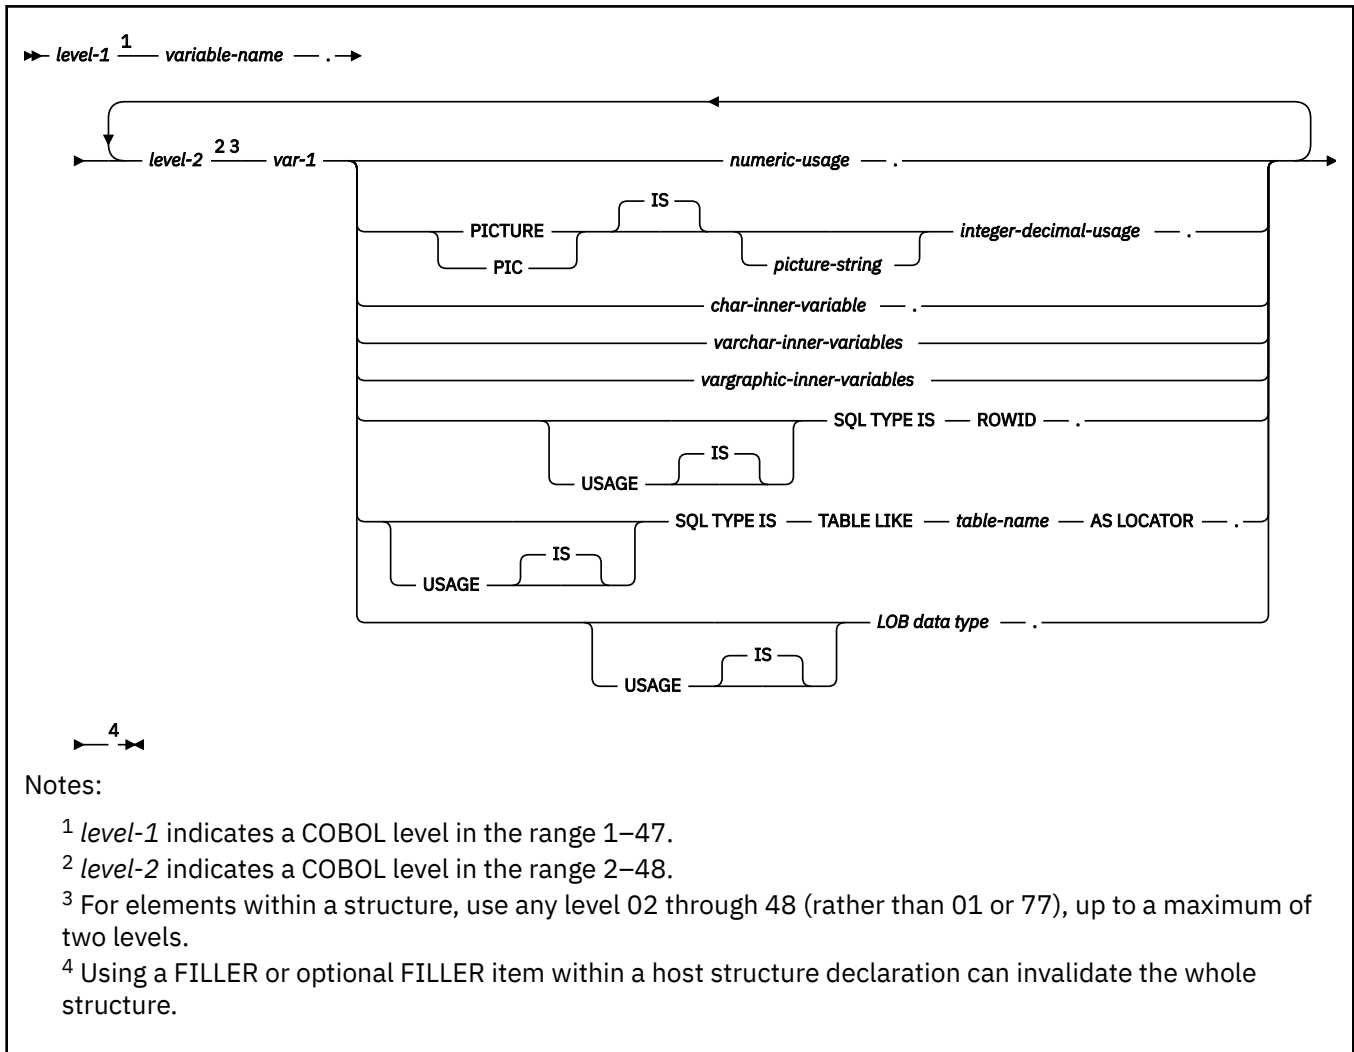 level-1 1 variable-name .
level-2 2 3 var-1 numeric-usage .
IS
PICTURE integer-decimal-usage .
PIC picture-string
char-inner-variable .
varchar-inner-variables
vargraphic-inner-variables
SQL TYPE IS ROWID .
IS
USAGE
SQL TYPE IS TABLE LIKE table-name AS LOCATOR .
IS
USAGE
LOB data type .
IS
USAGE
4
Notes:
1 level-1 indicates a COBOL level in the range 1–47.
2 level-2 indicates a COBOL level in the range 2–48.
3 For elements within a structure, use any level 02 through 48 (rather than 01 or 77), up to a maximum of
two levels.
4 Using a FILLER or optional FILLER item within a host structure declaration can invalidate the whole
structure.